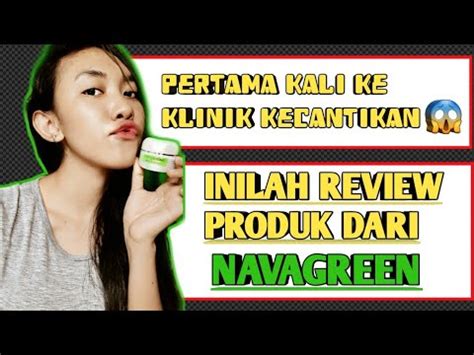 PERTAMA KALI KE
KLINIK KECANTIKAN
INILAH REVIEW
PRODUK DARI
NAVAGREEN